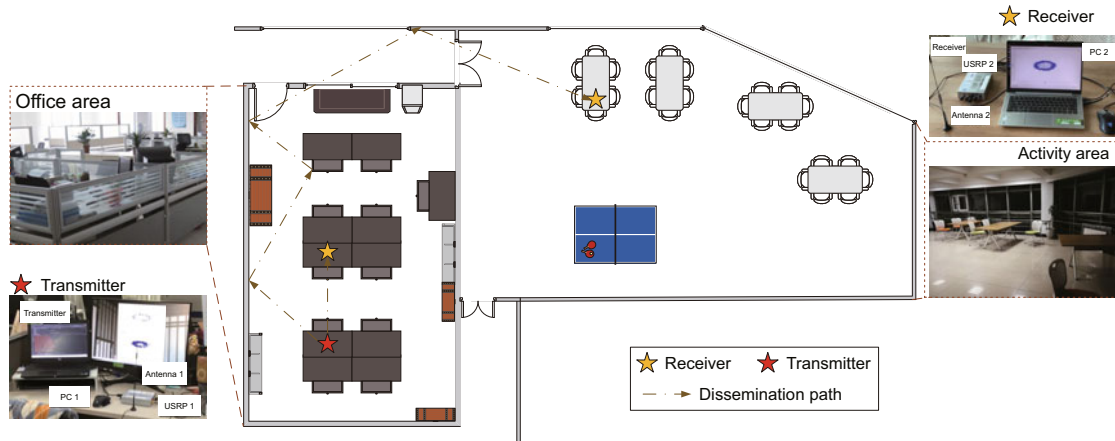 Receiver
Receiver
USRP 2
PC 2
Antenna 2
Office area
Activity area
Transmitter
Transmitter
Antenna 1
PC 1
USRP 1
Receiver
Transmitter
Dissemination path